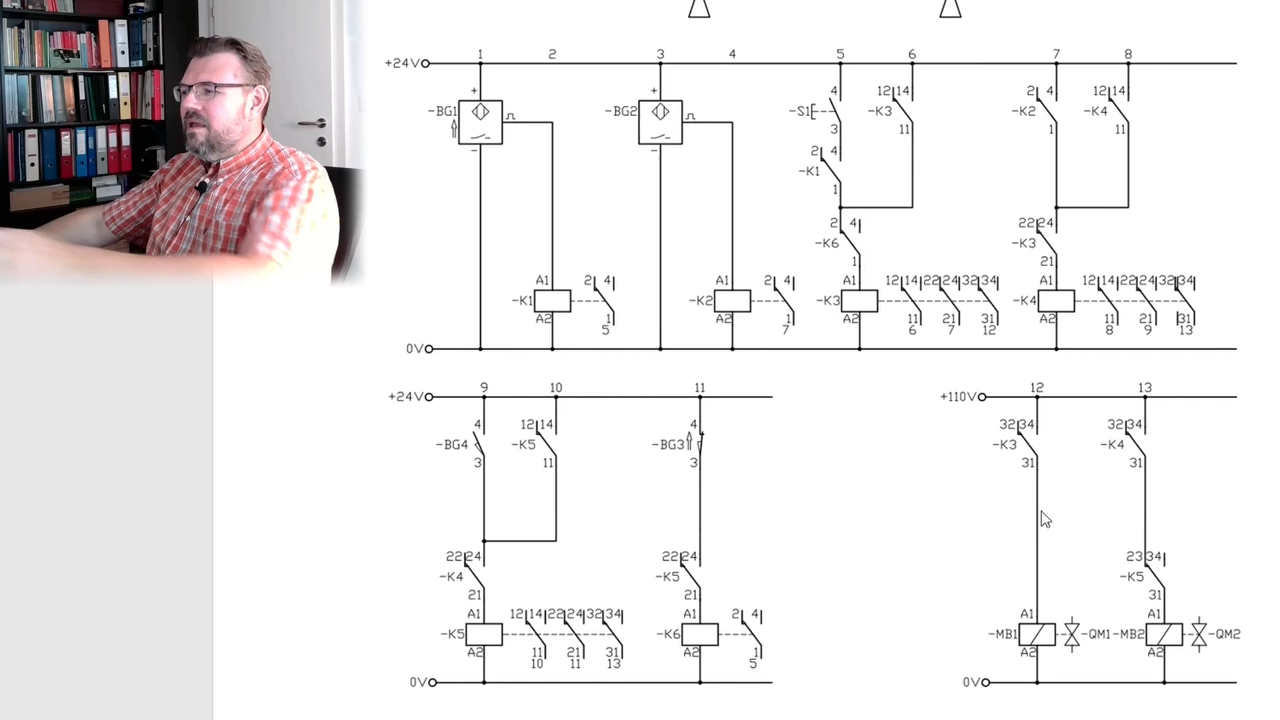 1 2 3 4 5 6 7 8
+24V
+ + 4 12 14 2 4 12 14
-BG1 -BG2 -S1 -K3 -K2 -K4
3 11 1 11
- - 2 4
-K1
1
2 4 22 24
-K6 -K3
1 21
A1 2 4 A1 2 4 A1 12 14 22 24 32 34 A1 12 14 22 24 32 34
-K1 -K2 -K3 -K4
A2 1 A2 1 A2 11 21 31 A2 11 21 31
5 7 6 7 12 8 9 13
0V
9 10 11 12 13
+24V +110V
4 12 14 4 32 34 32 34
-BG4 -K5 -BG3 -K3 -K4
3 11 3 31 31
22 24 22 24 23 34
-K4 -K5 -K5
21 21 31
A1 12 14 22 24 32 34 A1 2 4 A1 A1
-K5 -K6 -MB1 -QM1 -MB2 -QM2
A2 11 21 31 A2 1 A2 A2
10 11 13 5
0V 0V